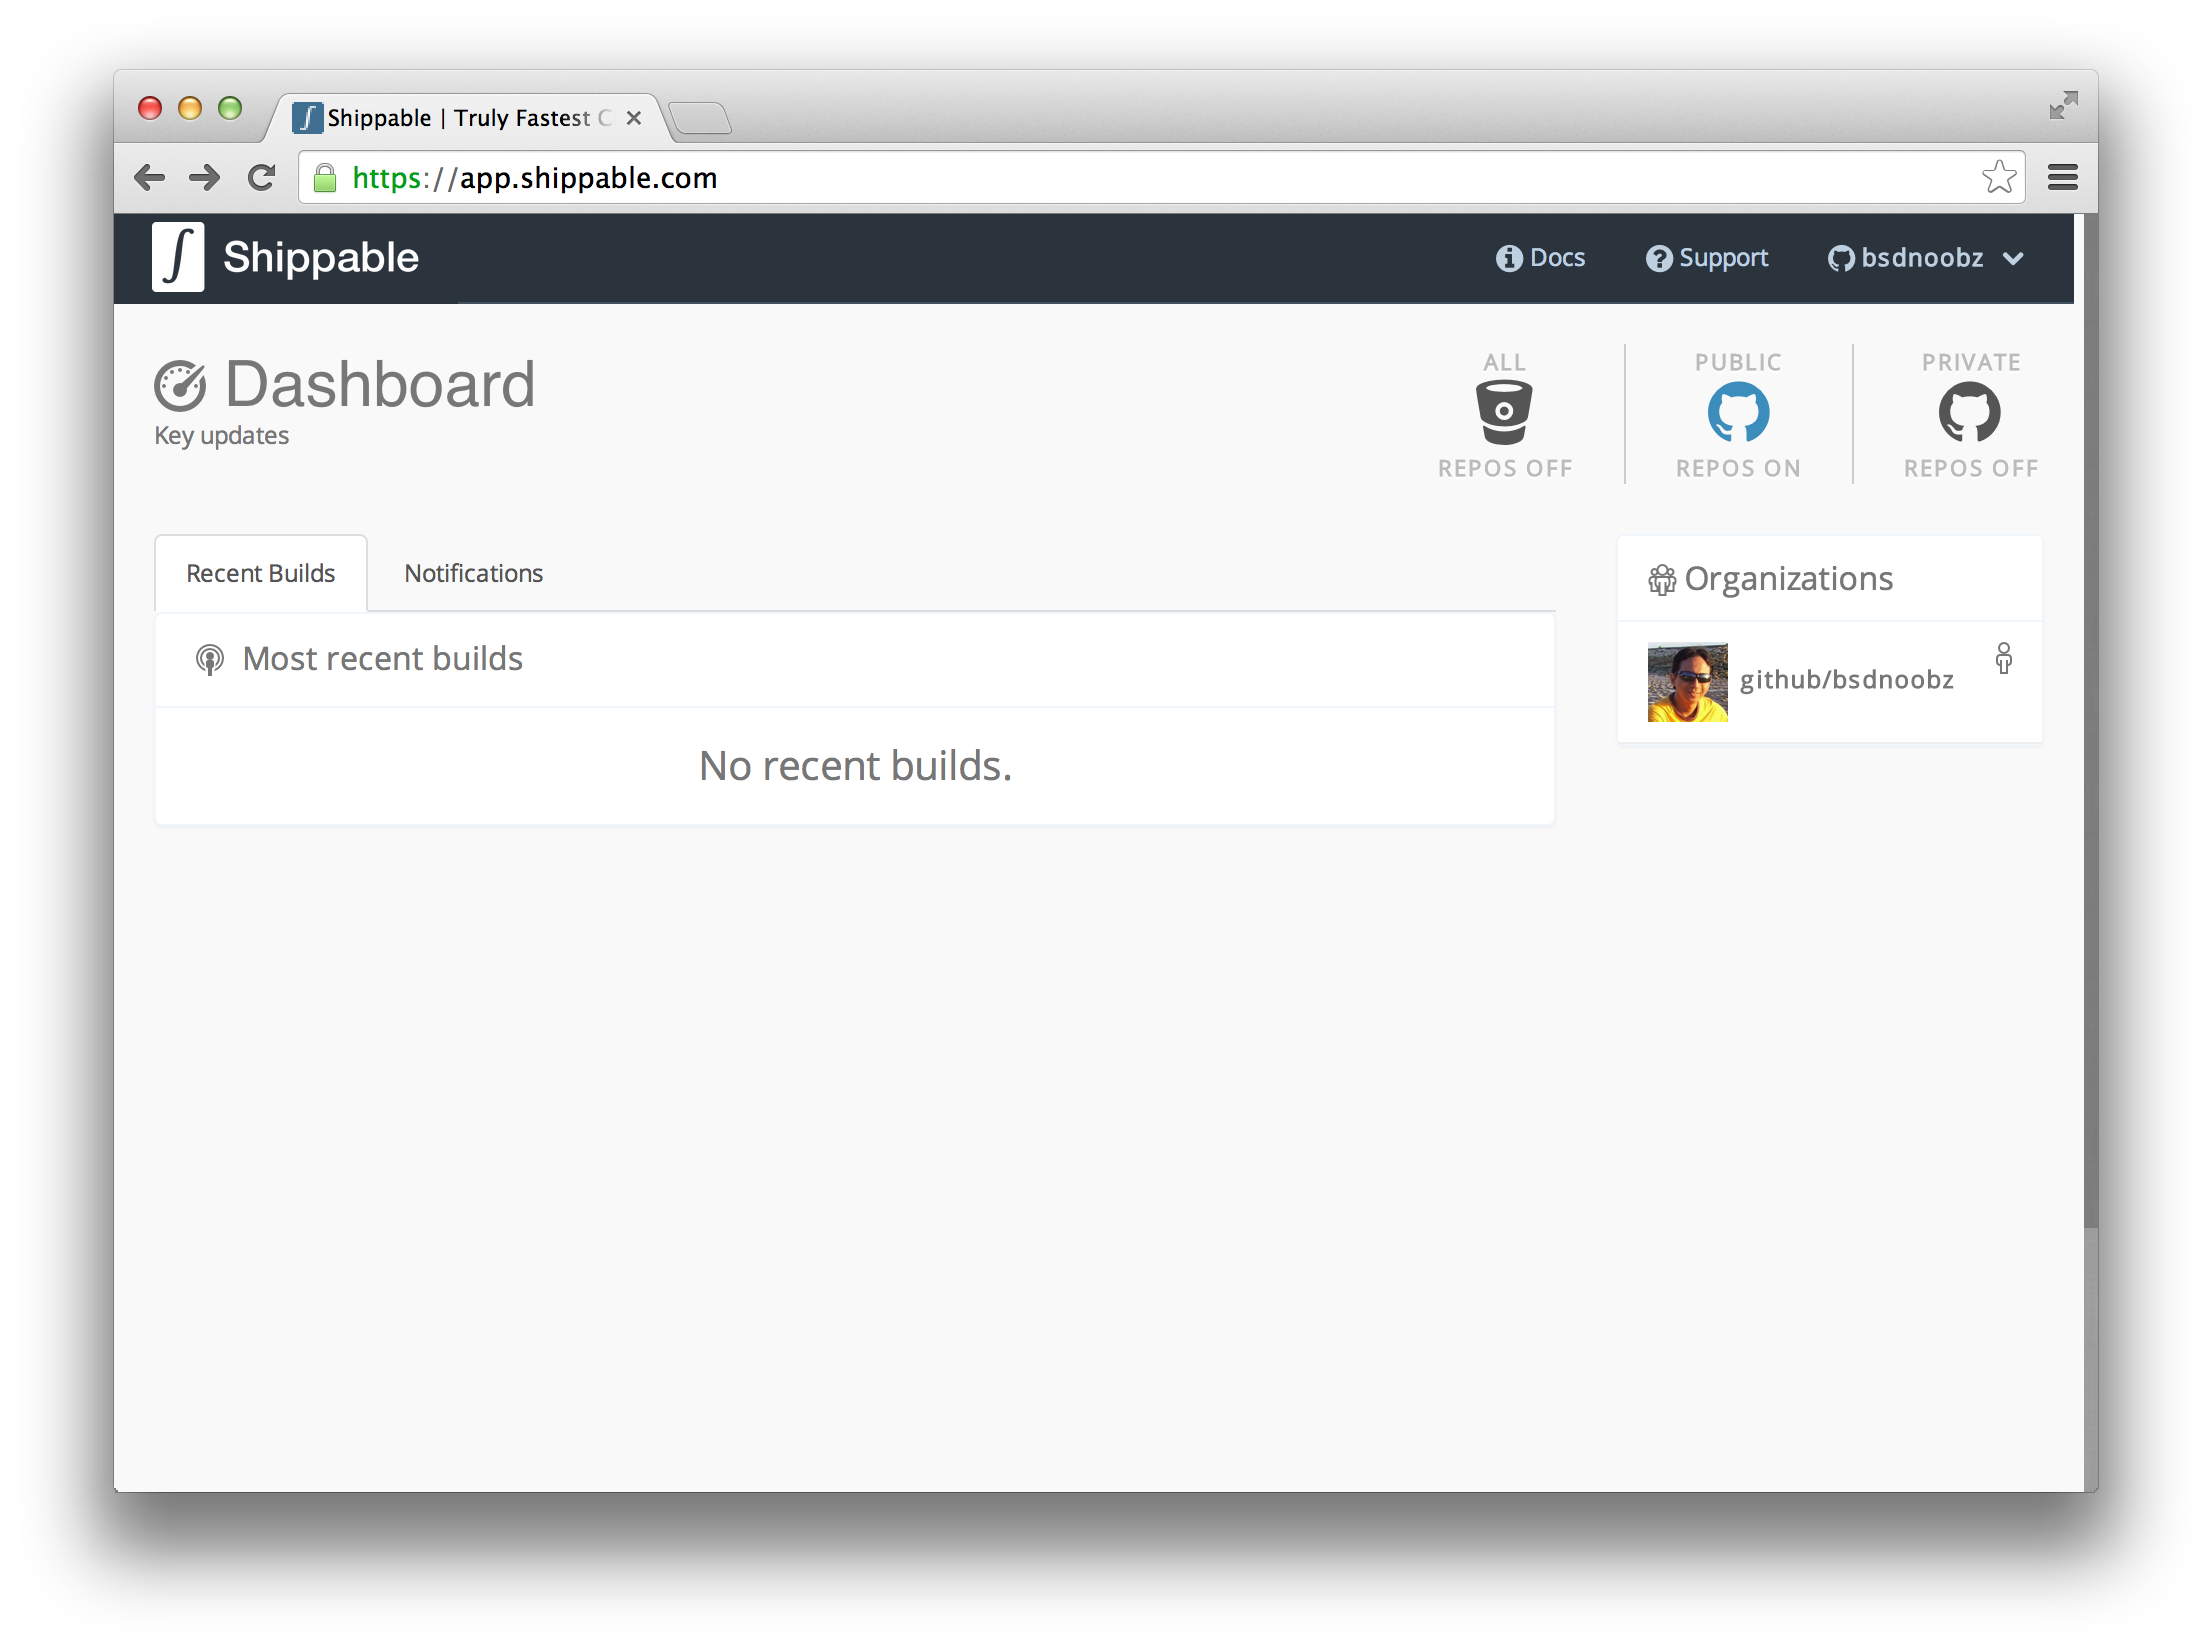 Shippable | Truly Fastest C
https://app.shippable.com
Shippable
Docs
Support
bsdnoobz
Dashboard
Key updates
ALL
REPOS OFF
PUBLIC
REPOS ON
PRIVATE
REPOS OFF
Recent Builds
Notifications
Most recent builds
No recent builds.
Organizations
github/bsdnoobz